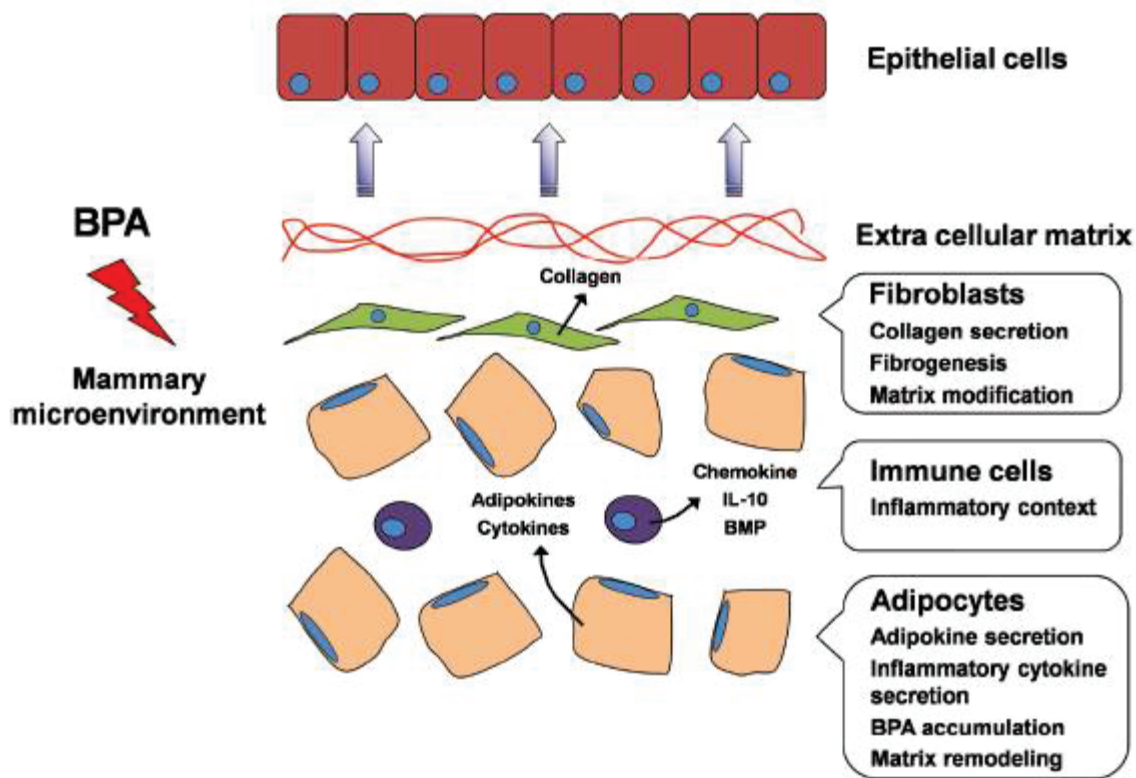 Epithelial cells
BPA
Mammary
microenvironment
Extra cellular matrix
Collagen
Fibroblasts
Collagen secretion
Fibrogenesis
Matrix modification
Chemokine
IL-10
BMP
Adipokines
Cytokines
Immune cells
Inflammatory context
Adipocytes
Adipokine secretion
Inflammatory cytokine
secretion
BPA accumulation
Matrix remodeling